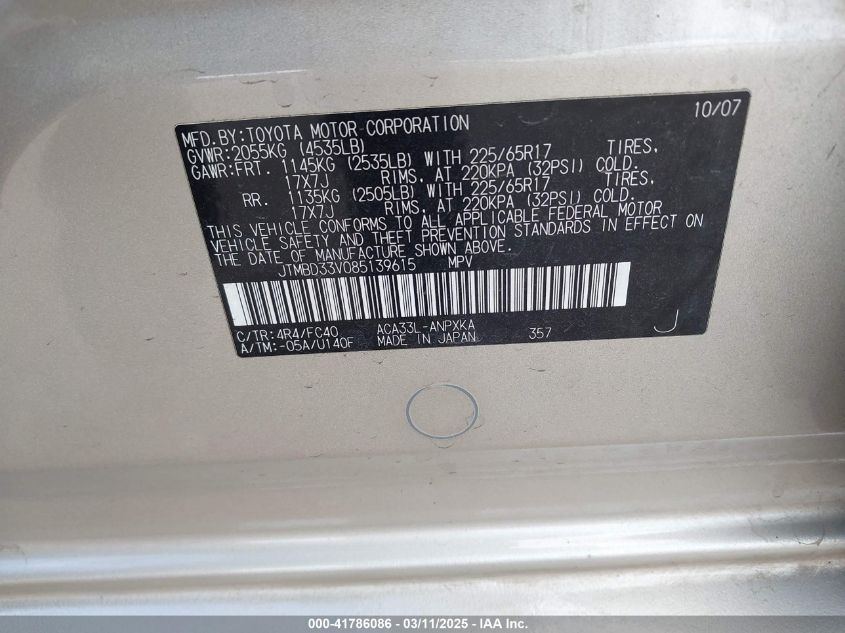 10/07
MFD.BY:TOYOTA MOTOR CORPORATION
GVWR:2055KG (4535LB)
GAWR:FRT. 1145KG (2535LB) WITH 225/65R17 TIRES,
17X7J RIMS, AT 220KPA (32PSI) COLD.
RR. 1135KG (2505LB) WITH 225/65R17 TIRES,
17X7J RIMS, AT 220KPA (32PSI) COLD.
THIS VEHICLE CONFORMS TO ALL APPLICABLE FEDERAL MOTOR
VEHICLE SAFETY AND THEFT PREVENTION STANDARDS IN EFFECT ON
THE DATE OF MANUFACTURE SHOWN ABOVE.
JTMBD33V085139615 MPV
C/TR:4R4/FC40 ACA33L-ANPXKA
A/TM:-05A/U140F MADE IN JAPAN 357 J
000-41786086 - 03/11/2025 - IAA Inc.